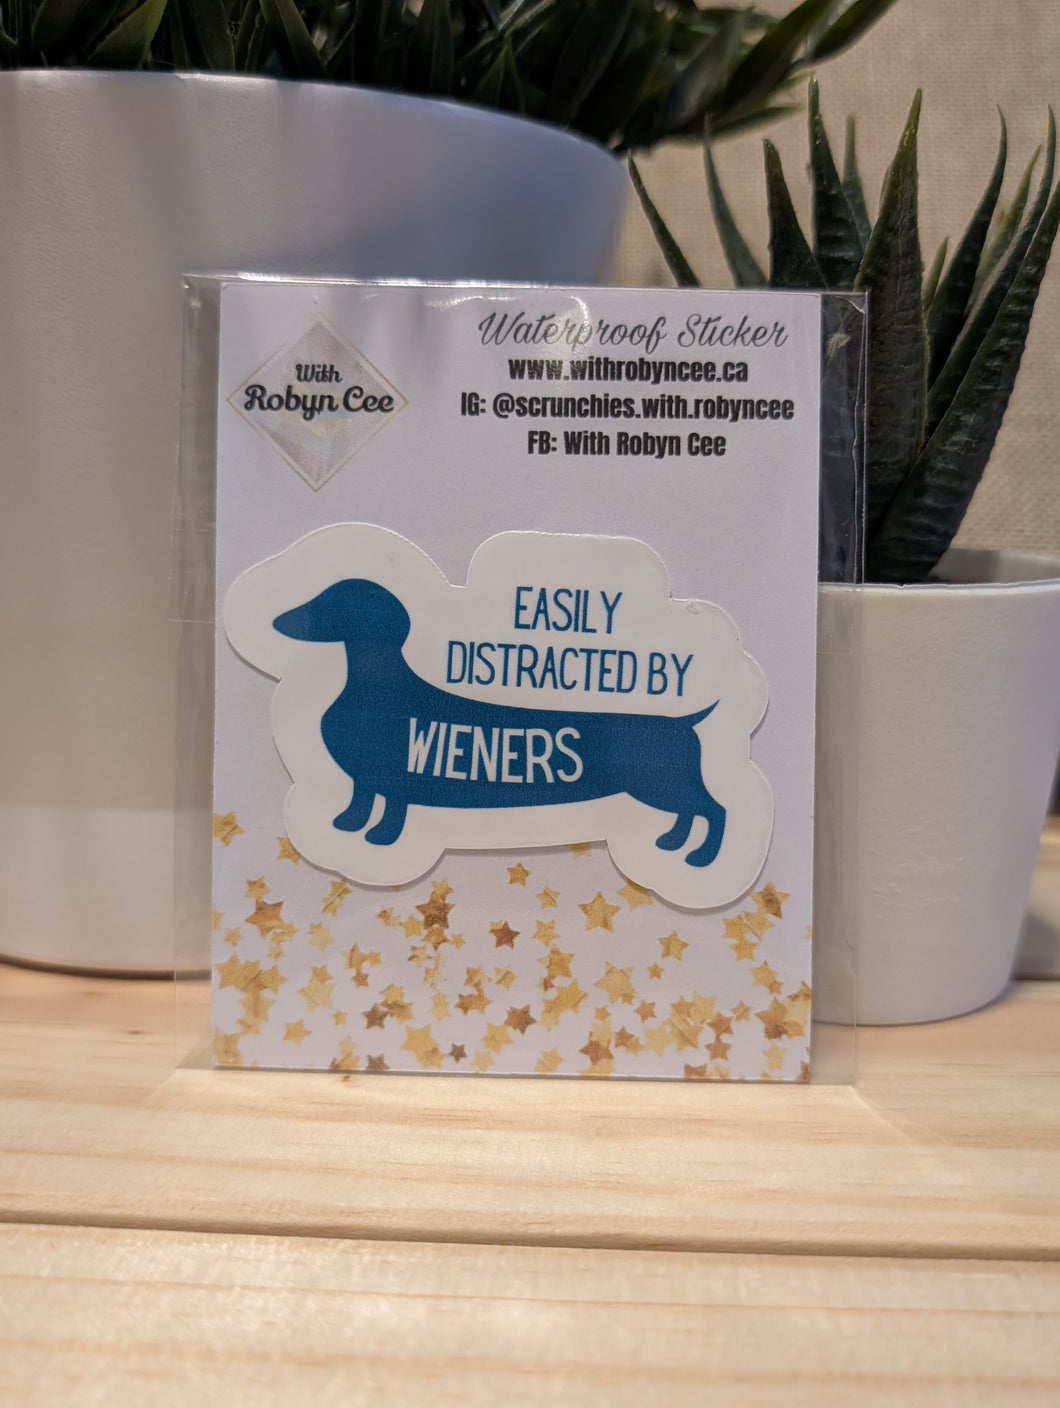 With
Robyn Cee
Waterproof Sticker
www.withrobyncee.ca
IG: @scrunchies.with.robyncee
FB: With Robyn Cee
EASILY
DISTRACTED BY
WIENERS